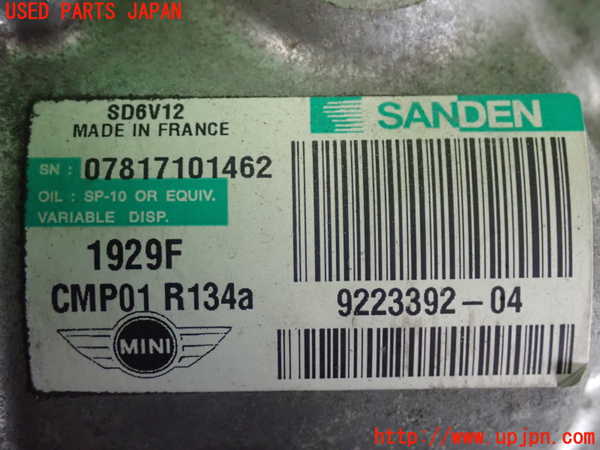 USED PARTS JAPAN
SD6V12
MADE IN FRANCE
SANDEN
SN : 07817101462
OIL : SP-10 OR EQUIV.
VARIABLE DISP.
1929F
CMP01 R134a
9223392-04
MINI
http://www.upjpn.com/